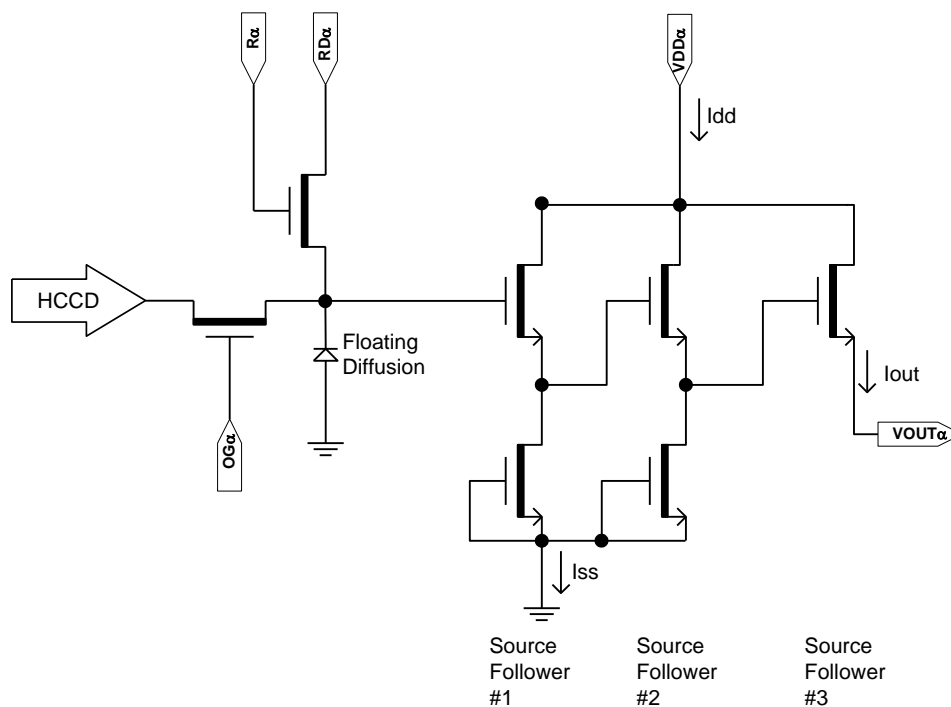 Rα
RDα
VDDα
Idd
HCCD
Floating
Diffusion
Iout
VOUTα
OGα
Iss
Source
Follower
#1
Source
Follower
#2
Source
Follower
#3